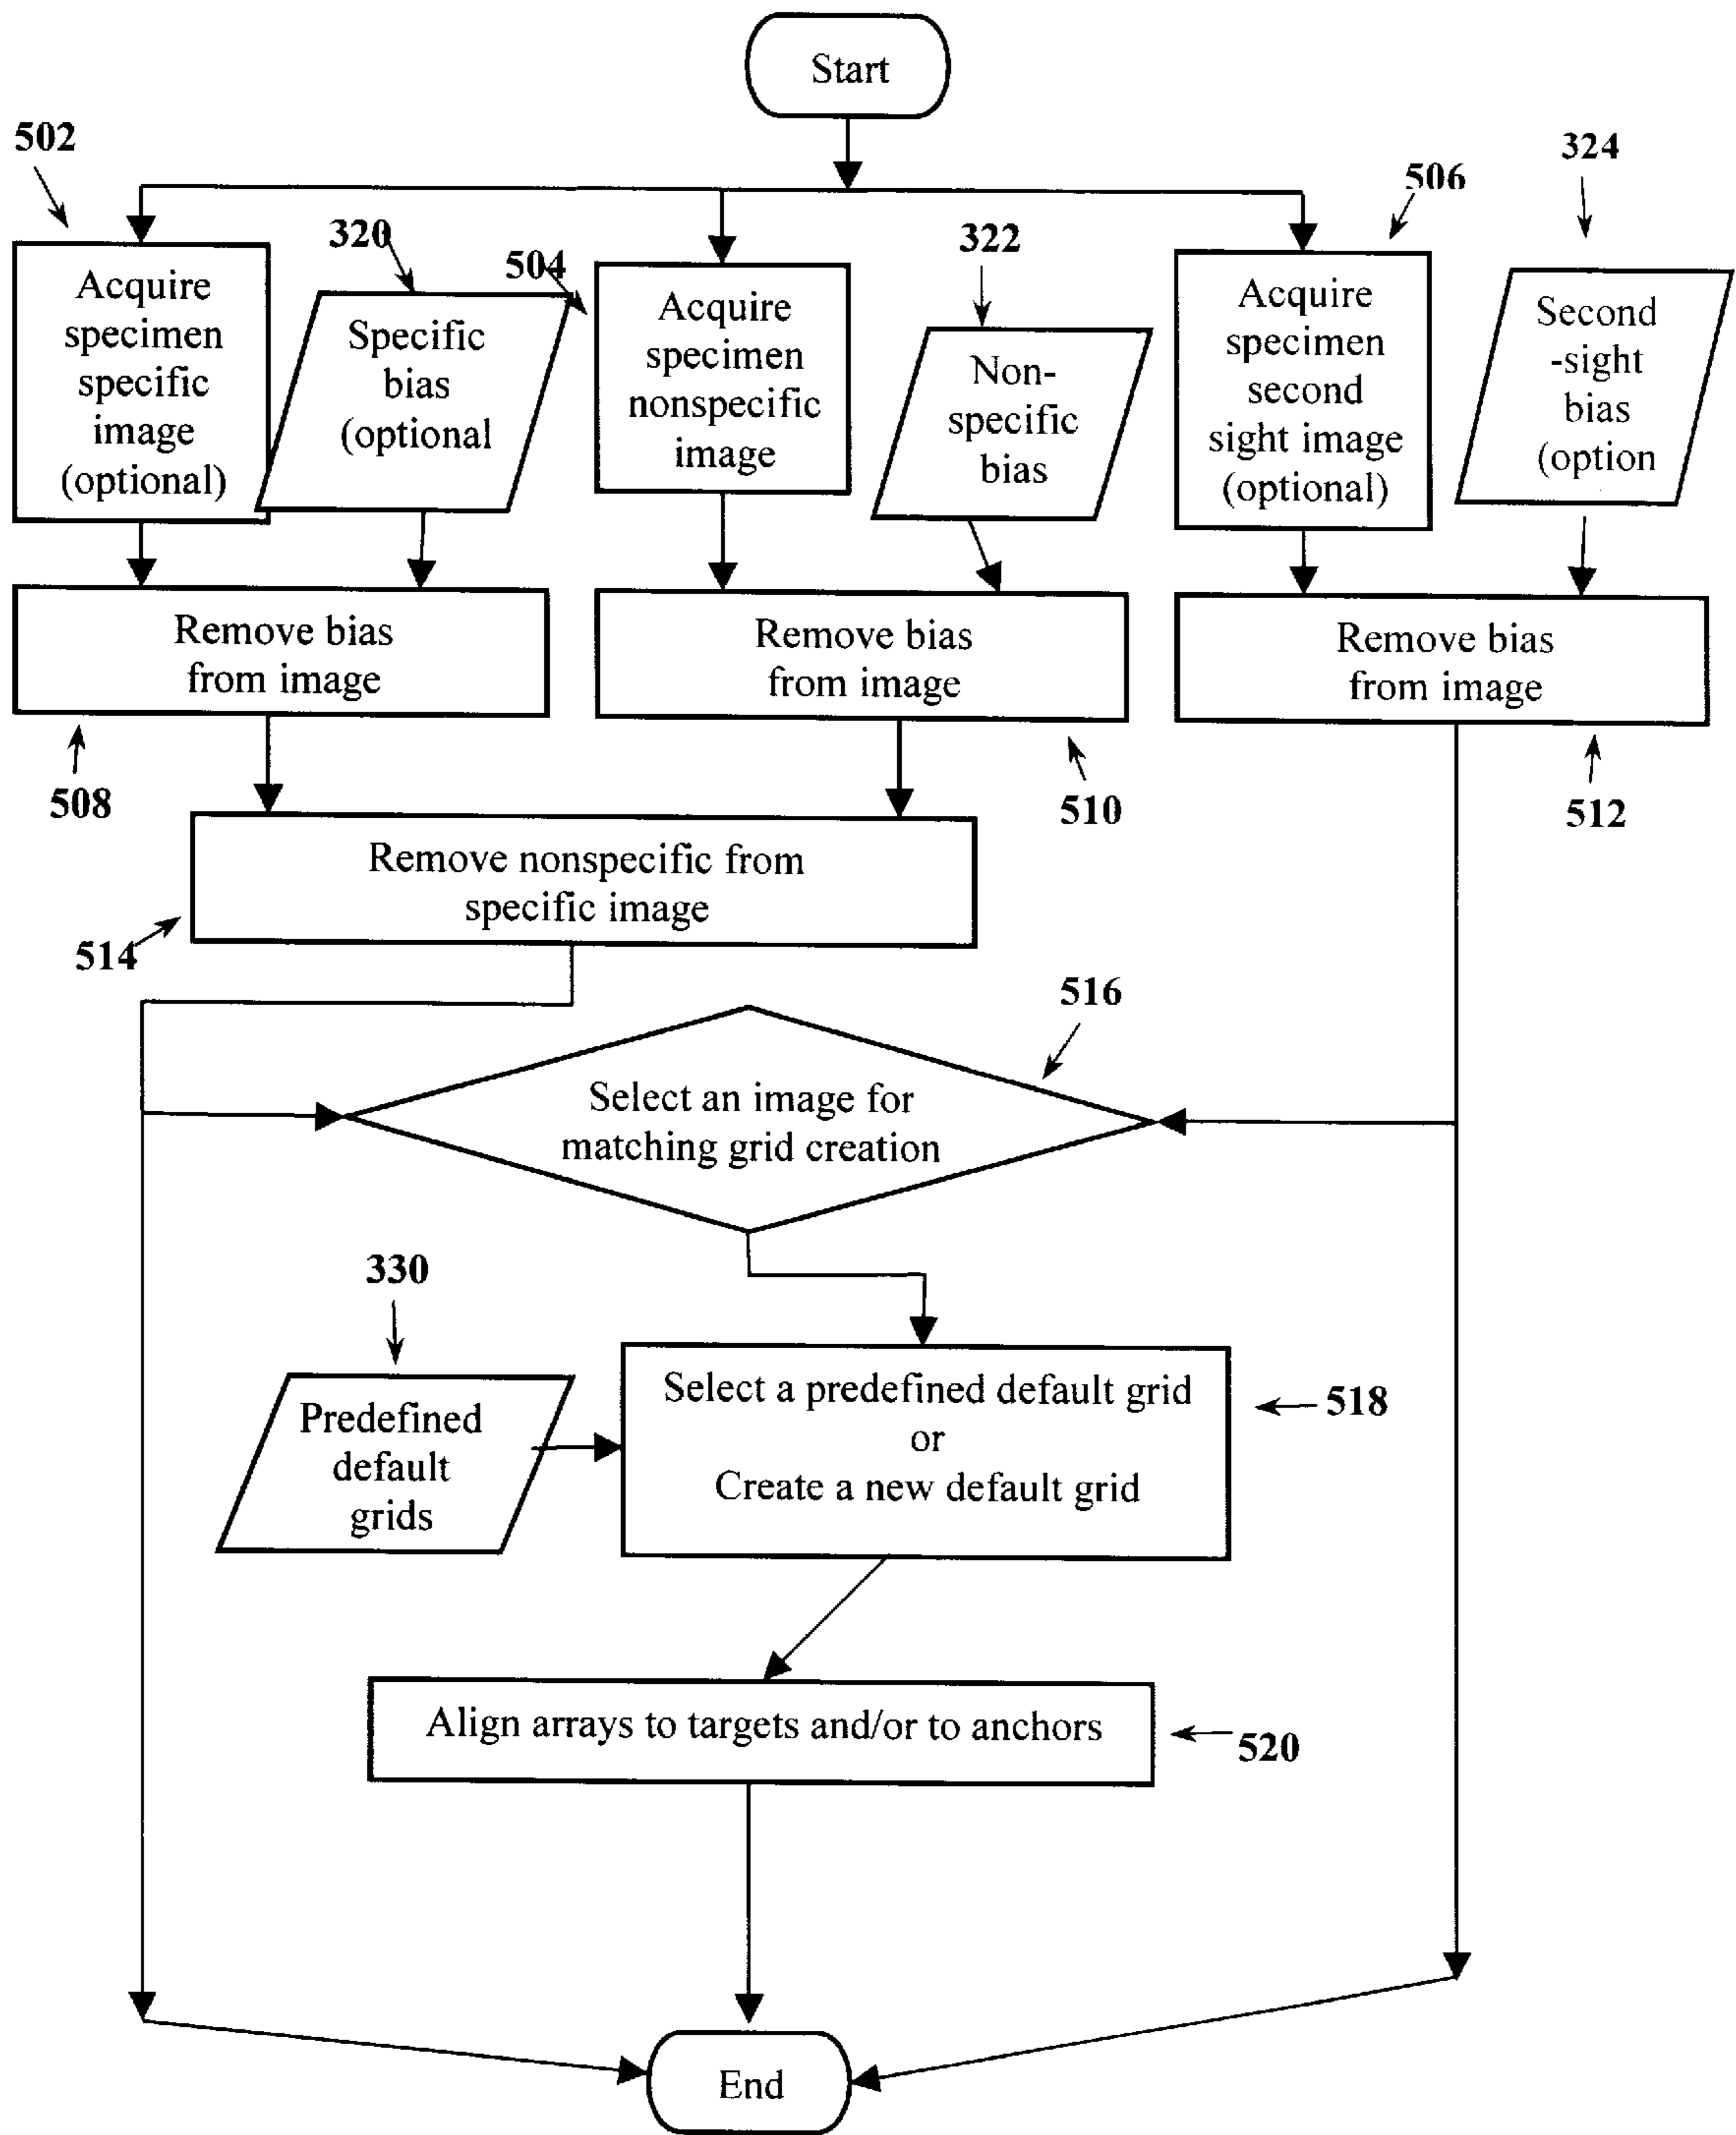 Start
502
324
506
320
322
504
Acquire
specimen
specific
image
(optional)
Specific
bias
(optional
Acquire
specimen
nonspecific
image
Non-
specific
bias
Acquire
specimen
second
sight image
(optional)
Second
-sight
bias
(option
Remove bias
from image
Remove bias
from image
Remove bias
from image
508
510
512
Remove nonspecific from
specific image
514
516
Select an image for
matching grid creation
330
Predefined
default
grids
Select a predefined default grid
or
Create a new default grid
518
Align arrays to targets and/or to anchors
520
End